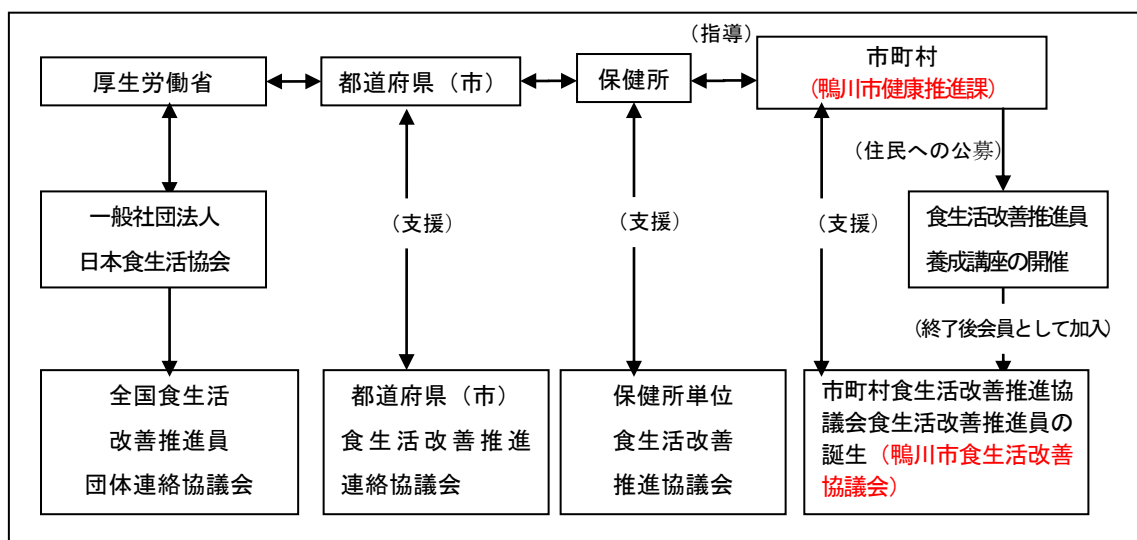 （指導）
厚生労働省
都道府県（市）
保健所
市町村
（鴨川市健康推進課）
（住民への公募）
一般社団法人
日本食生活協会
（支援）
（支援）
（支援）
食生活改善推進員
養成講座の開催
（終了後会員として加入）
全国食生活
改善推進員
団体連絡協議会
都道府県（市）
食生活改善推進
連絡協議会
保健所単位
食生活改善
推進協議会
市町村食生活改善推進協
議会食生活改善推進員の
誕生（鴨川市食生活改善
協議会）